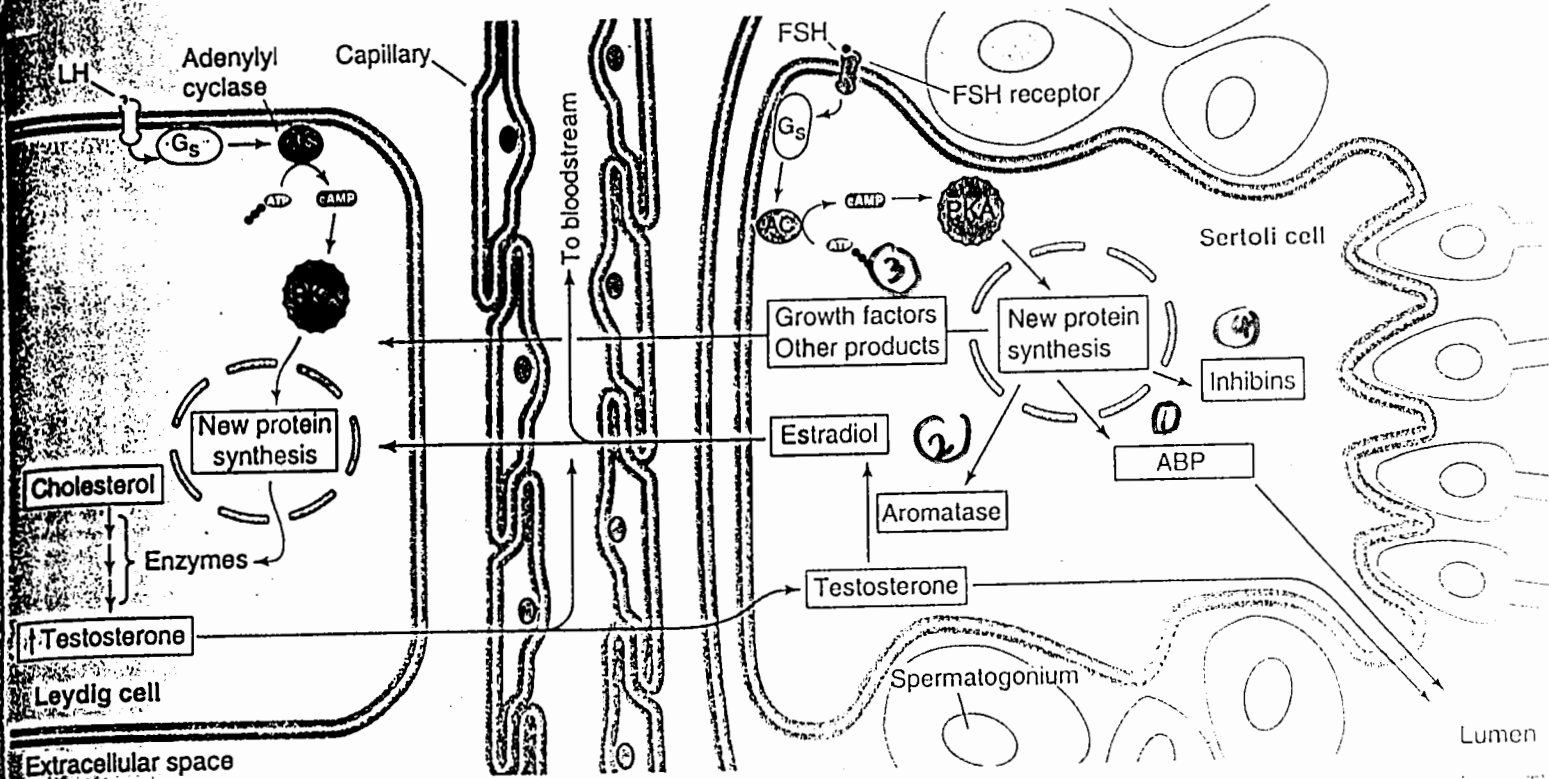 LH
Adenylyl
cyclase
Capillary
Gs
ATP
cAMP
New protein
synthesis
Cholesterol
Enzymes
↑Testosterone
Leydig cell
Extracellular space
To bloodstream
FSH
FSH receptor
Gs
AC
cAMP
ATP
PKA
Sertoli cell
3
Growth factors
Other products
New protein
synthesis
4
Inhibins
1
ABP
Estradiol
2
Aromatase
Testosterone
Spermatogonium
Lumen